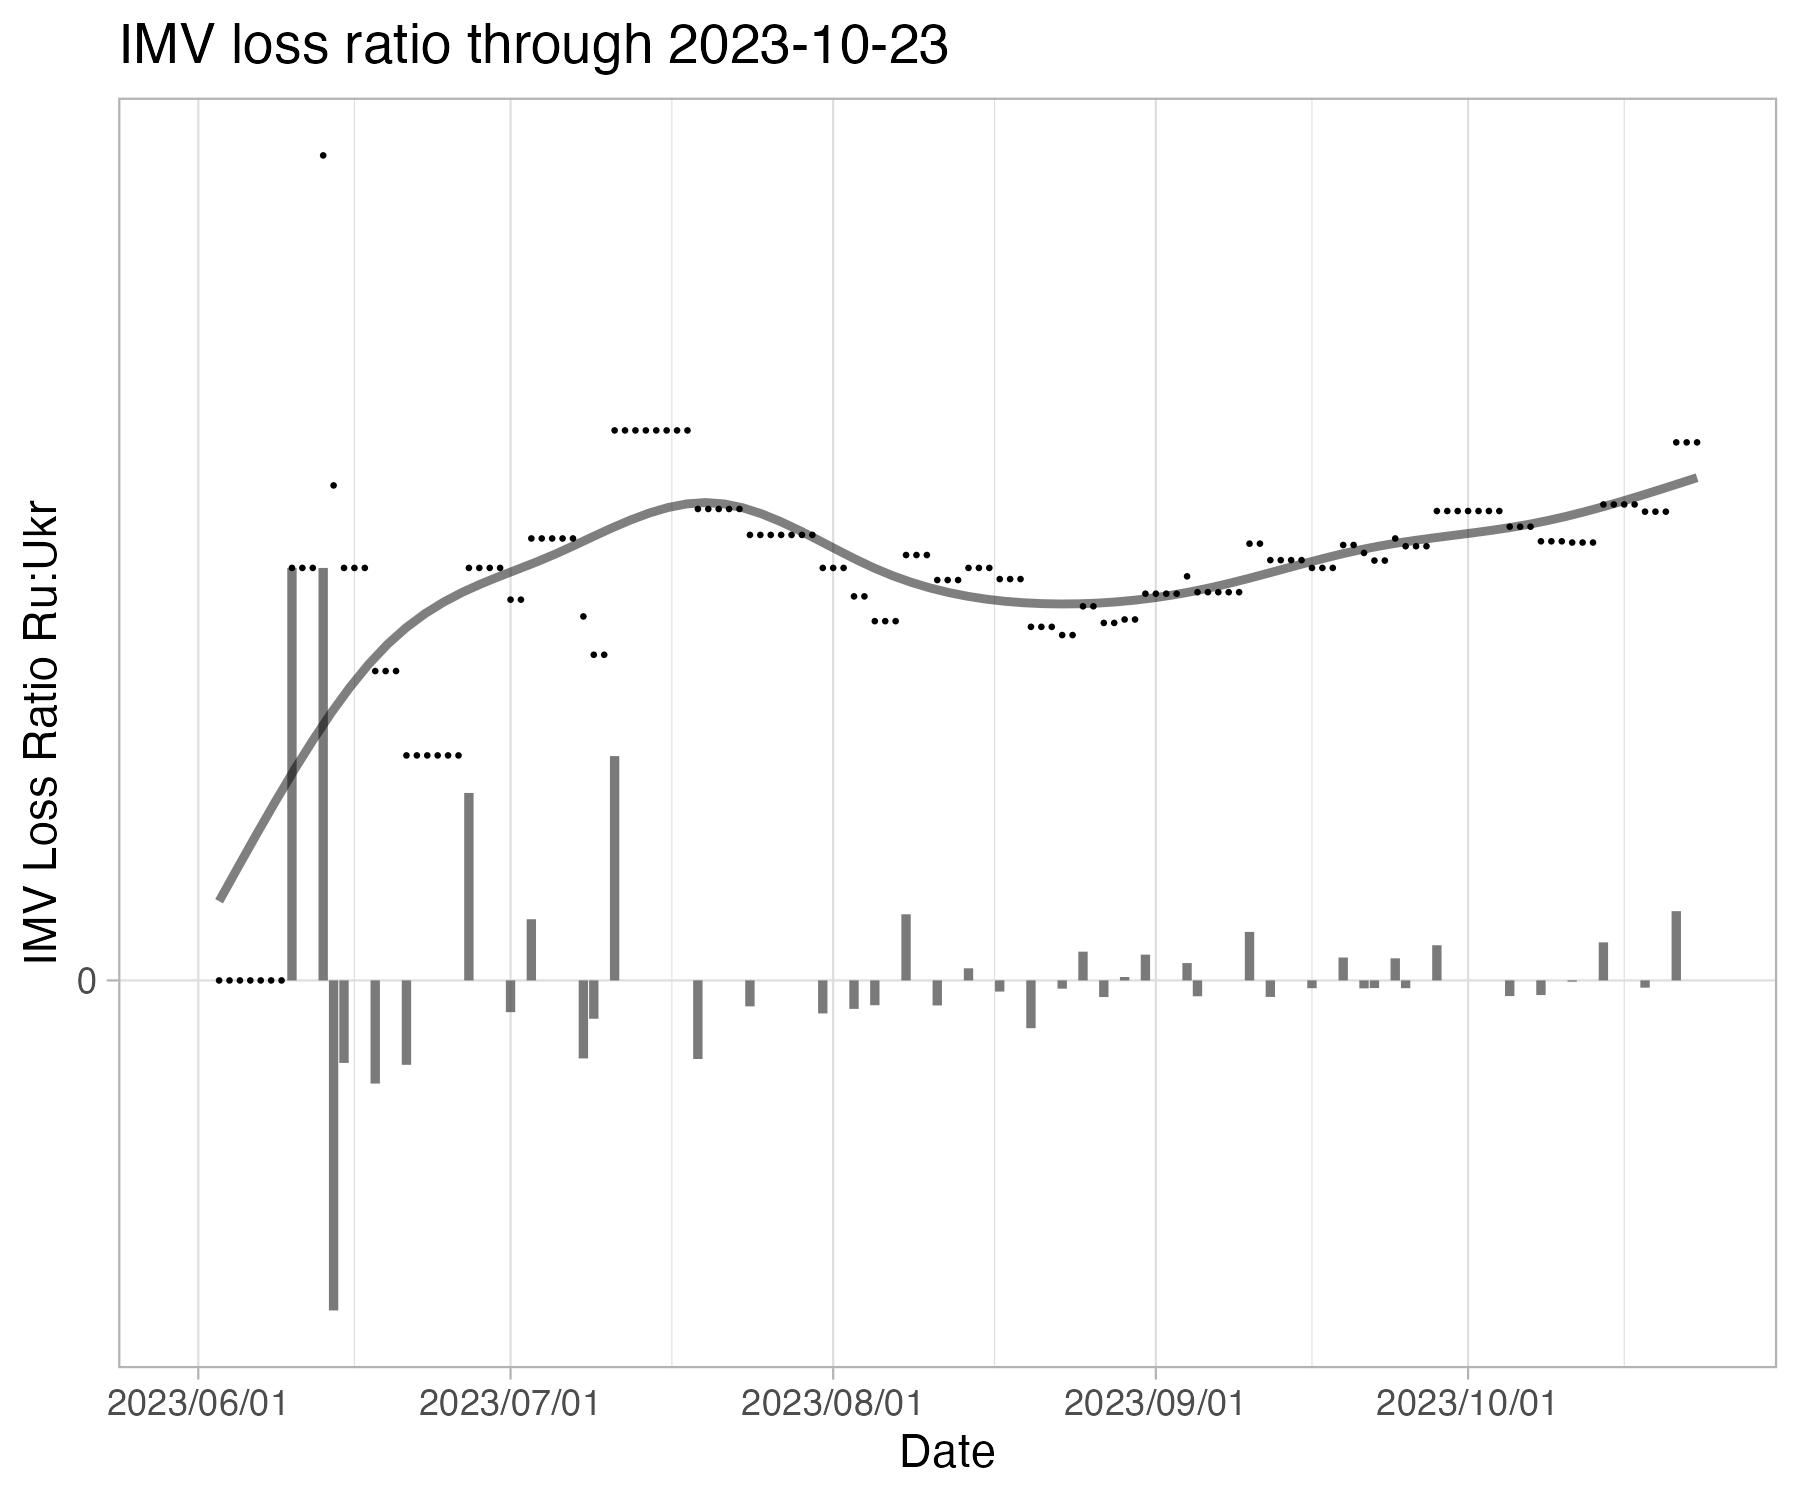 IMV loss ratio through 2023-10-23
IMV Loss Ratio Ru:Ukr
0
2023/06/01 2023/07/01 2023/08/01 2023/09/01 2023/10/01
Date